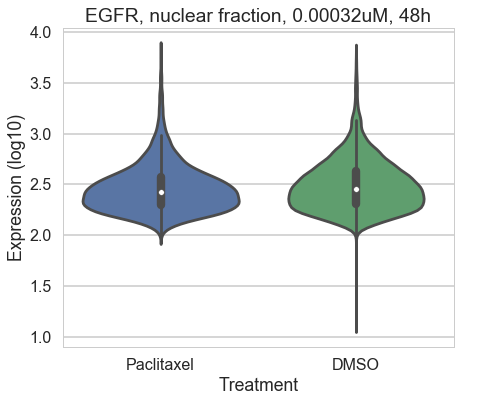 EGFR, nuclear fraction, 0.00032uM, 48h
4.0
3.5
3.0
2.5
2.0
1.5
1.0
Expression (log10)
Paclitaxel DMSO
Treatment